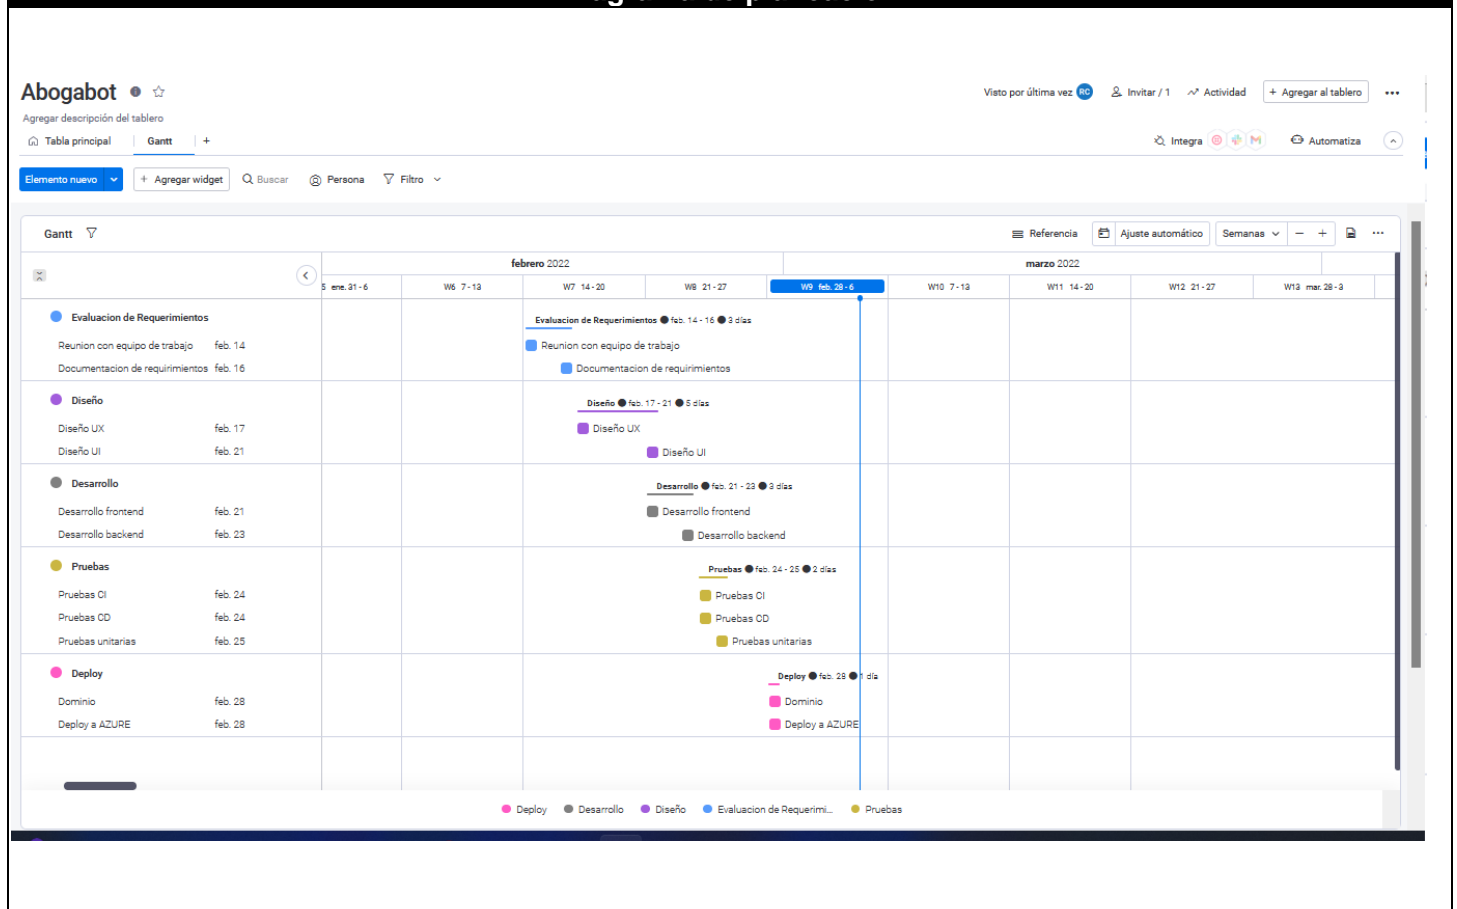 Abogabot
Visto por última vez RC Invitar / 1 Actividad + Agregar al tablero
Agregar descripción del tablero
Tabla principal Gantt +
Integra Automatiza
Elemento nuevo + Agregar widget Buscar Persona Filtro
Gantt
Referencia Ajuste automático Semanas − +
febrero 2022 marzo 2022
5 ene. 31 - 6 W6 7 - 13 W7 14 - 20 W8 21 - 27 W9 feb. 28 - 6 W10 7 - 13 W11 14 - 20 W12 21 - 27 W13 mar. 28 - 3
Evaluacion de Requerimientos Evaluacion de Requerimientos ● feb. 14 - 16 ● 3 días
Reunion con equipo de trabajo feb. 14 Reunion con equipo de trabajo
Documentacion de requirimientos feb. 16 Documentacion de requirimientos
Diseño Diseño ● feb. 17 - 21 ● 5 días
Diseño UX feb. 17 Diseño UX
Diseño UI feb. 21 Diseño UI
Desarrollo Desarrollo ● feb. 21 - 23 ● 3 días
Desarrollo frontend feb. 21 Desarrollo frontend
Desarrollo backend feb. 23 Desarrollo backend
Pruebas Pruebas ● feb. 24 - 25 ● 2 días
Pruebas CI feb. 24 Pruebas CI
Pruebas CD feb. 24 Pruebas CD
Pruebas unitarias feb. 25 Pruebas unitarias
Deploy Deploy ● feb. 28 ● 1 día
Dominio feb. 28 Dominio
Deploy a AZURE feb. 28 Deploy a AZURE
Deploy Desarrollo Diseño Evaluacion de Requerimi... Pruebas